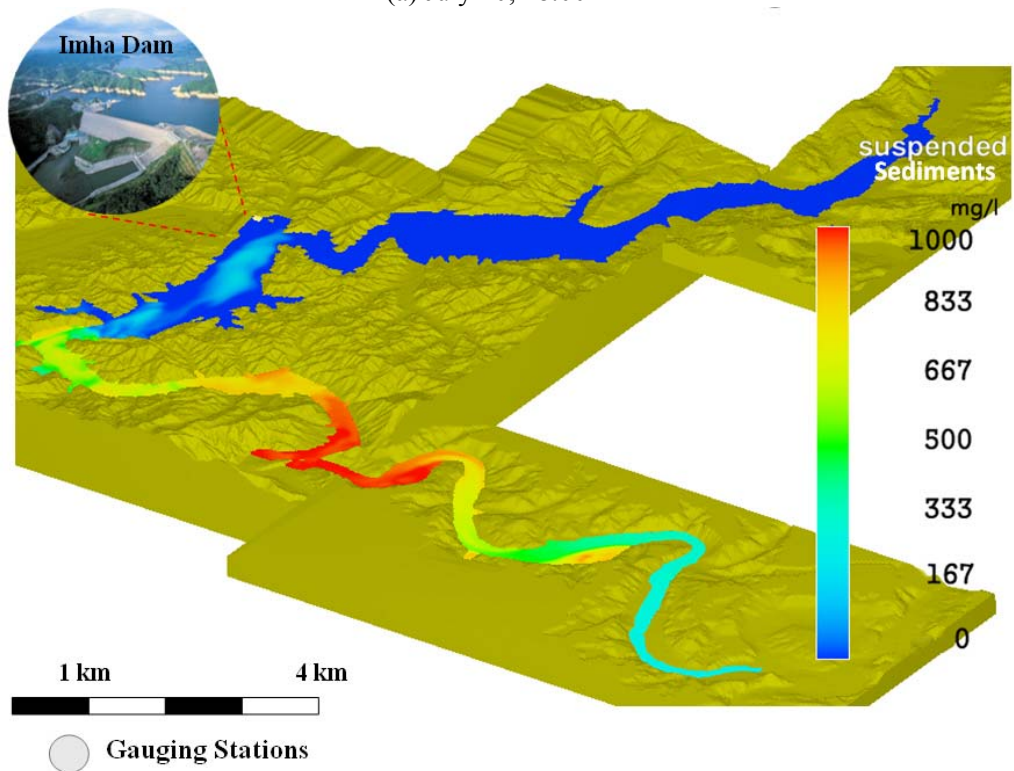 Imha Dam
suspended
Sediments
mg/l
1000
833
667
500
333
167
0
1 km 4 km
Gauging Stations